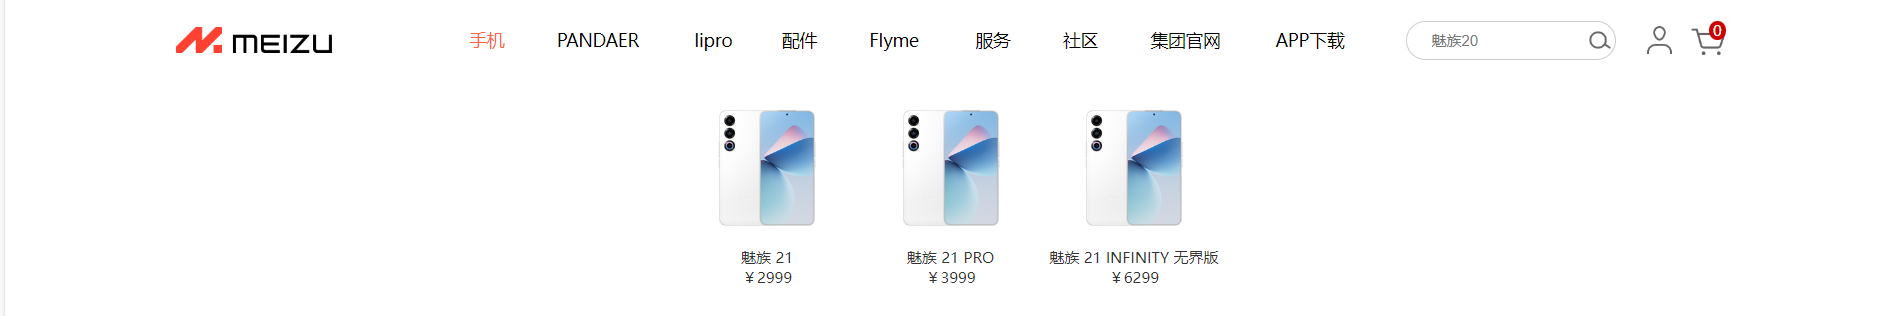 MEIZU 手机 PANDAER lipro 配件 Flyme 服务 社区 集团官网 APP下载 魅族20 0
魅族 21 魅族 21 PRO 魅族 21 INFINITY 无界版
￥2999 ￥3999 ￥6299